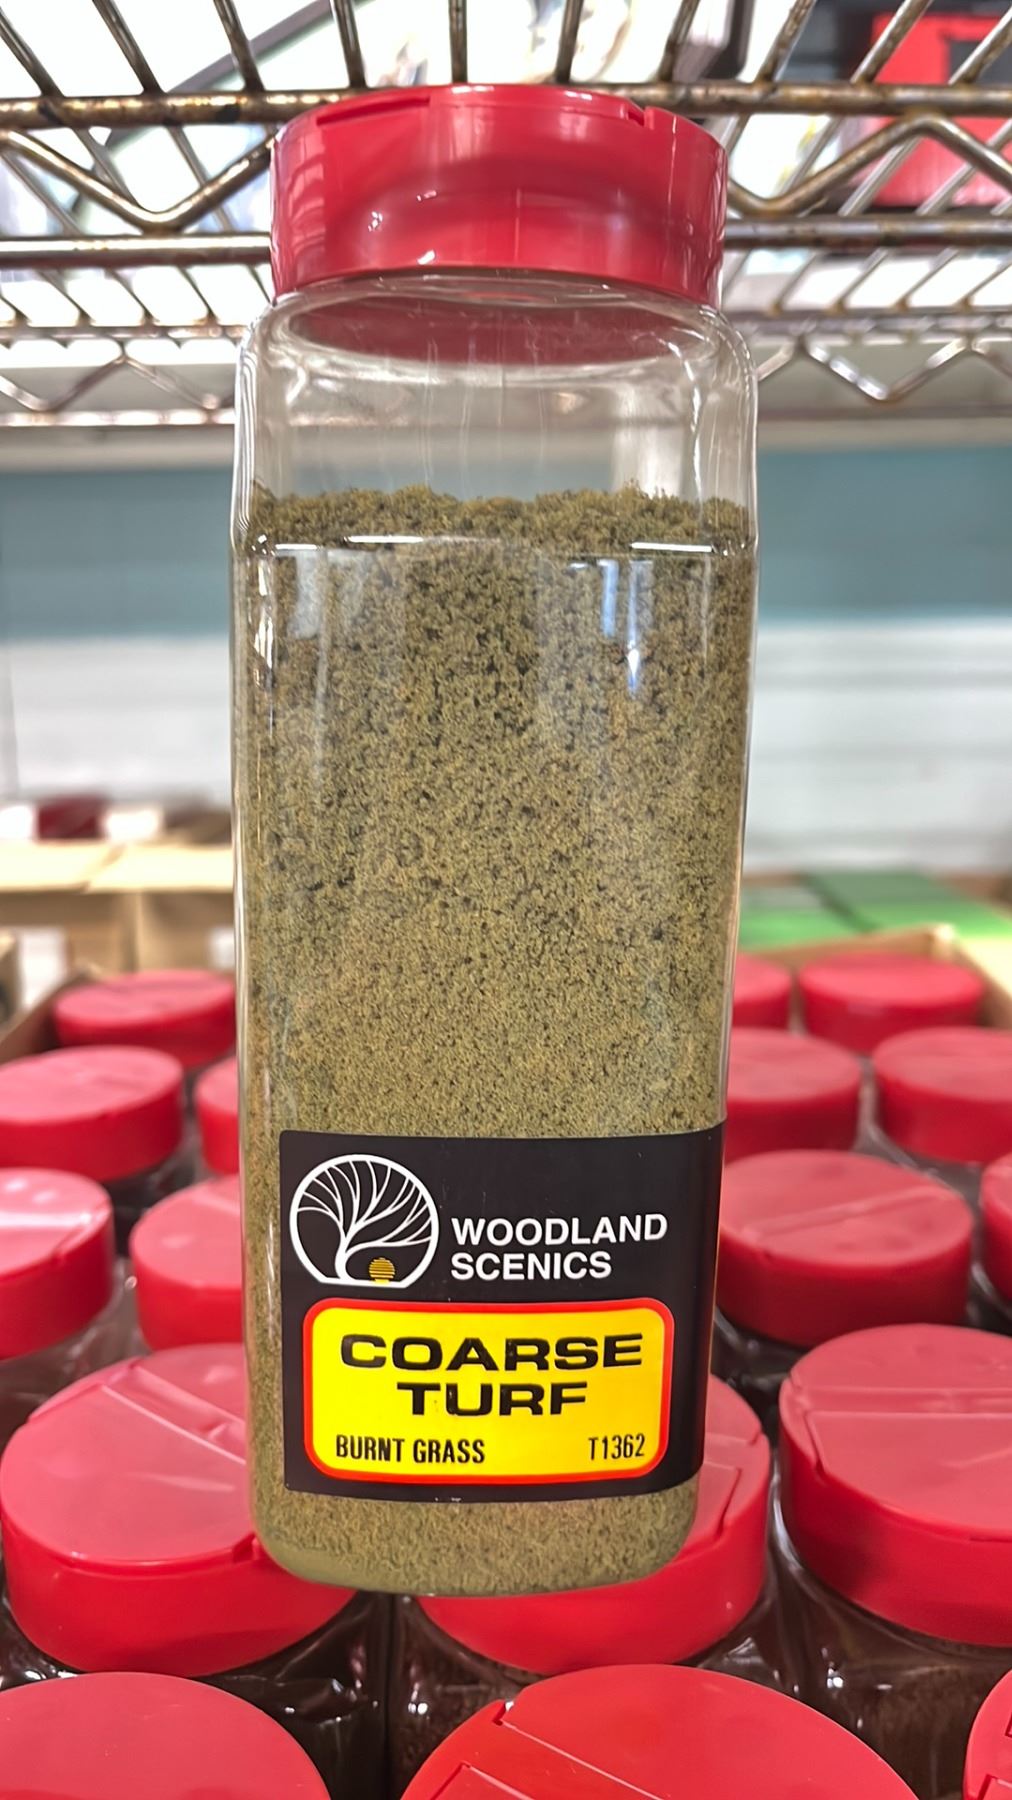 WOODLAND
SCENICS
COARSE
TURF
BURNT GRASS T1362